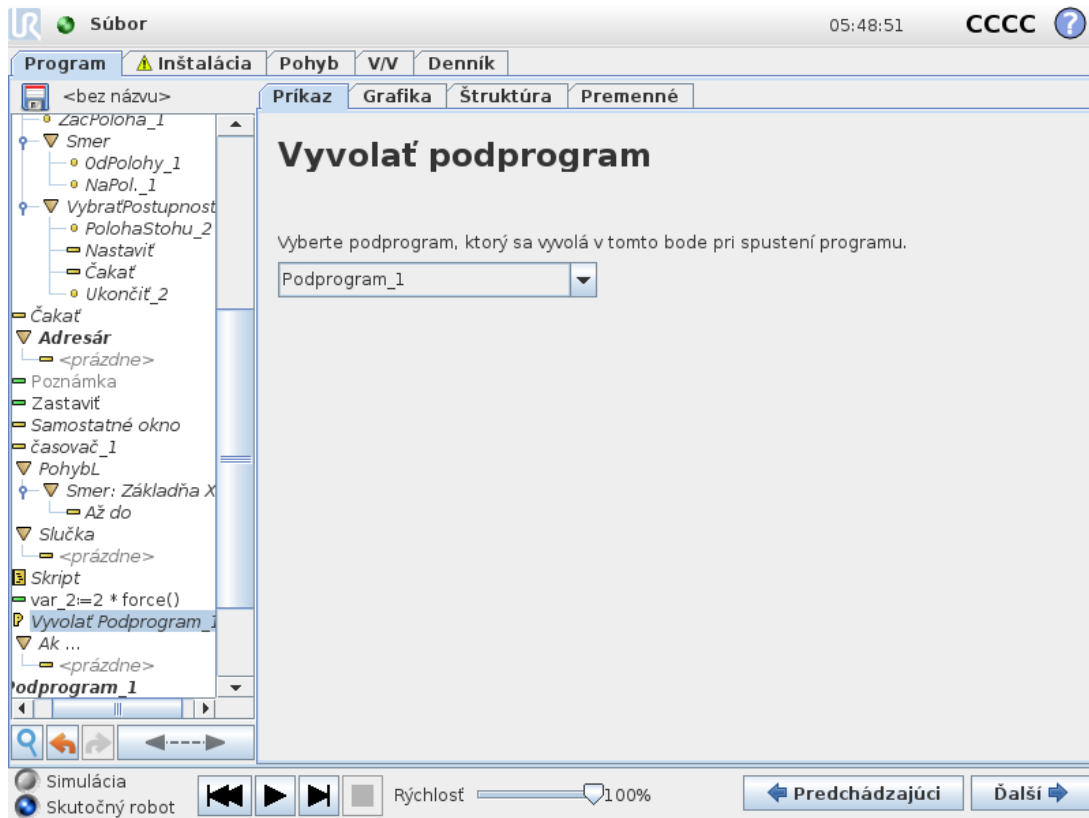 Súbor
05:48:51
CCCC
?
Program
Inštalácia
Pohyb
V/V
Denník
<bez názvu>
Príkaz
Grafika
Štruktúra
Premenné
ZačPoloha_1
Smer
OdPolohy_1
NaPol._1
VybraťPostupnost
PolohaStohu_2
Nastaviť
Čakať
Ukončiť_2
Čakať
Adresár
<prázdne>
Poznámka
Zastaviť
Samostatné okno
časovač_1
PohybL
Smer: Základňa X
Až do
Slučka
<prázdne>
Skript
var_2:=2 * force()
Vyvolať Podprogram_1
Ak ...
<prázdne>
Podprogram_1
Vyvolať podprogram
Vyberte podprogram, ktorý sa vyvolá v tomto bode pri spustení programu.
Podprogram_1
Simulácia
Skutočný robot
Rýchlosť
100%
Predchádzajúci
Ďalší